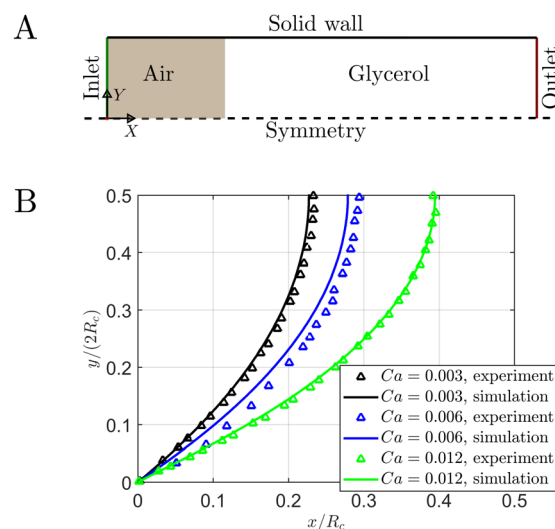 A
Solid wall
Inlet
Air
Glycerol
Outlet
Y
X
Symmetry
B
0.5
0.4
0.3
0.2
0.1
0
y/(2R_c)
Ca = 0.003, experiment
Ca = 0.003, simulation
Ca = 0.006, experiment
Ca = 0.006, simulation
Ca = 0.012, experiment
Ca = 0.012, simulation
0 0.1 0.2 0.3 0.4 0.5
x/R_c